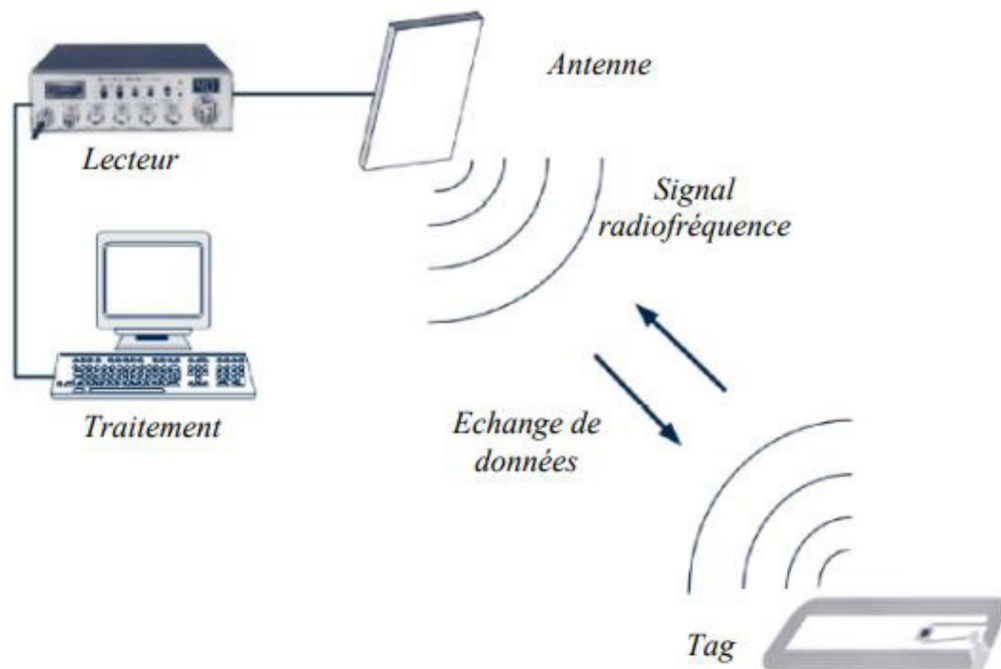 Antenne
Lecteur
Signal
radiofréquence
Traitement
Echange de
données
Tag